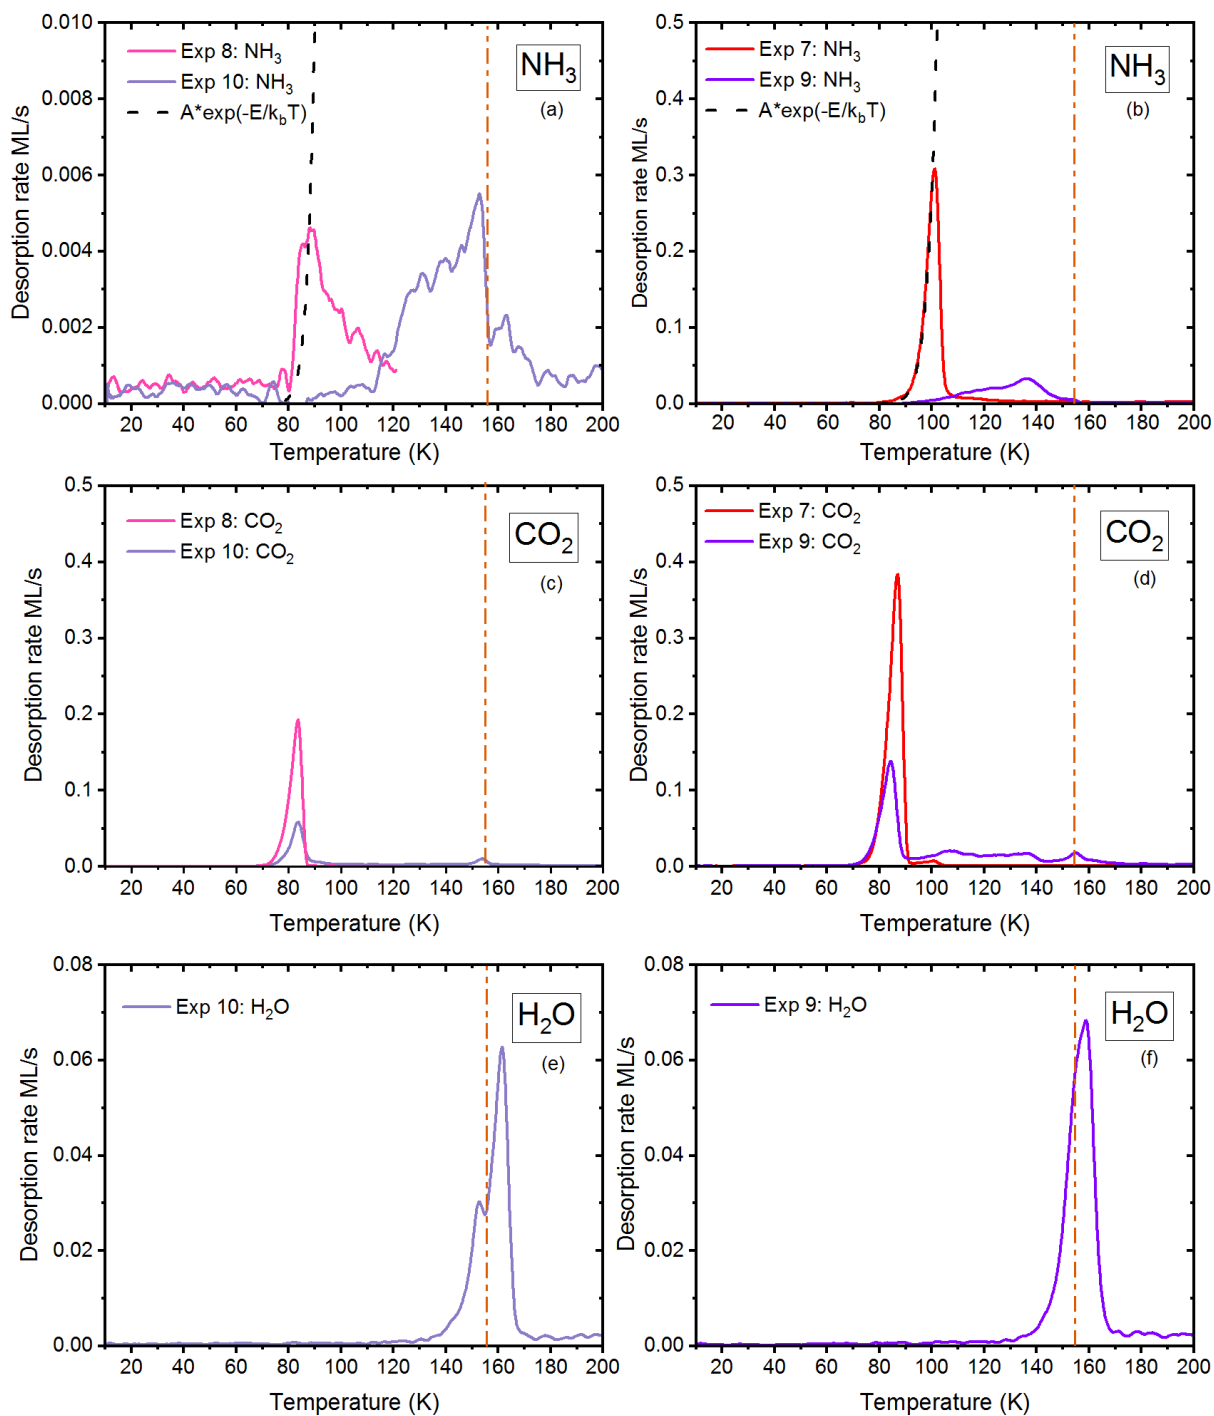 0.010
0.008
0.006
0.004
0.002
0.000
Desorption rate ML/s
Exp 8: NH₃
Exp 10: NH₃
A*exp(-E/k_bT)
NH₃
(a)
20 40 60 80 100 120 140 160 180 200
Temperature (K)
0.5
0.4
0.3
0.2
0.1
0.0
Desorption rate ML/s
Exp 7: NH₃
Exp 9: NH₃
A*exp(-E/k_bT)
NH₃
(b)
20 40 60 80 100 120 140 160 180 200
Temperature (K)
0.5
0.4
0.3
0.2
0.1
0.0
Desorption rate ML/s
Exp 8: CO₂
Exp 10: CO₂
CO₂
(c)
20 40 60 80 100 120 140 160 180 200
Temperature (K)
0.5
0.4
0.3
0.2
0.1
0.0
Desorption rate ML/s
Exp 7: CO₂
Exp 9: CO₂
CO₂
(d)
20 40 60 80 100 120 140 160 180 200
Temperature (K)
0.08
0.06
0.04
0.02
0.00
Desorption rate ML/s
Exp 10: H₂O
H₂O
(e)
20 40 60 80 100 120 140 160 180 200
Temperature (K)
0.08
0.06
0.04
0.02
0.00
Desorption rate ML/s
Exp 9: H₂O
H₂O
(f)
20 40 60 80 100 120 140 160 180 200
Temperature (K)